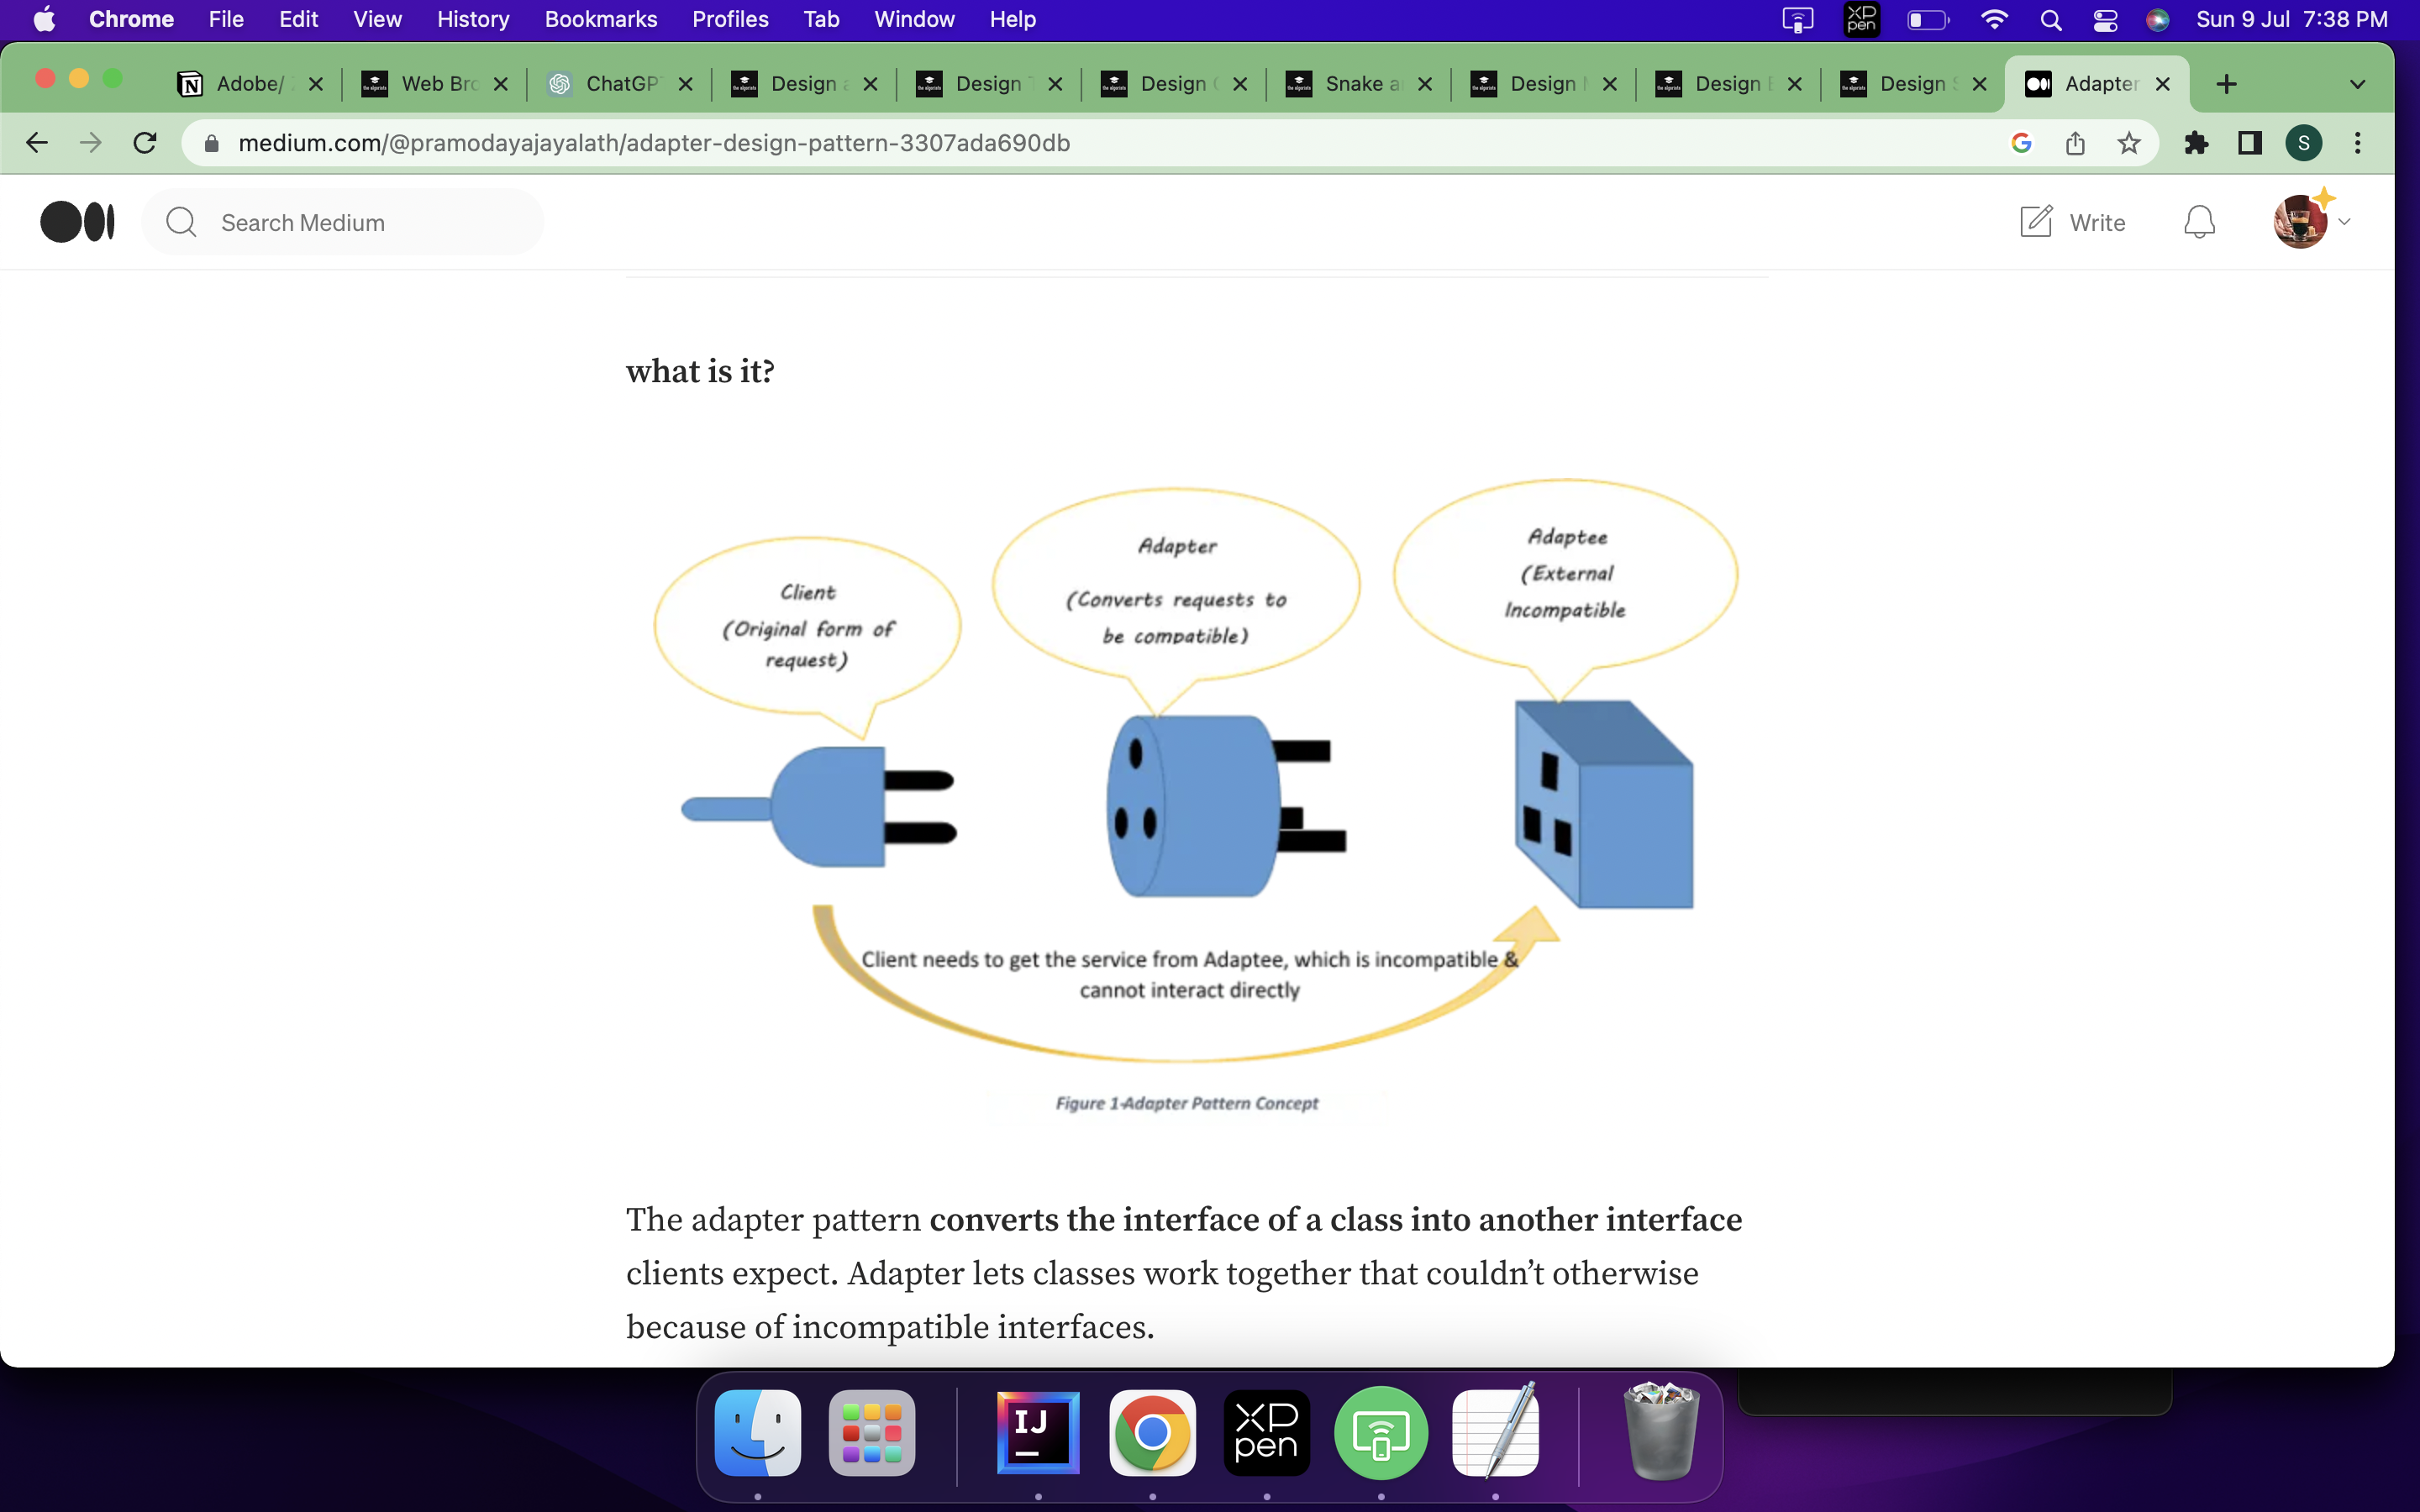 Chrome File Edit View History Bookmarks Profiles Tab Window Help XP pen Sun 9 Jul 7:38 PM
Adobe/ Web Bro ChatGP Design a Design T Design Snake a Design Design Design Adapter
medium.com/@pramodayajayalath/adapter-design-pattern-3307ada690db S
Search Medium Write
what is it?
Client
(Original form of
request)
Adapter
(Converts requests to
be compatible)
Adaptee
(External
Incompatible
Client needs to get the service from Adaptee, which is incompatible &
cannot interact directly
Figure 1-Adapter Pattern Concept
The adapter pattern converts the interface of a class into another interface
clients expect. Adapter lets classes work together that couldn’t otherwise
because of incompatible interfaces.
IJ
XP
pen